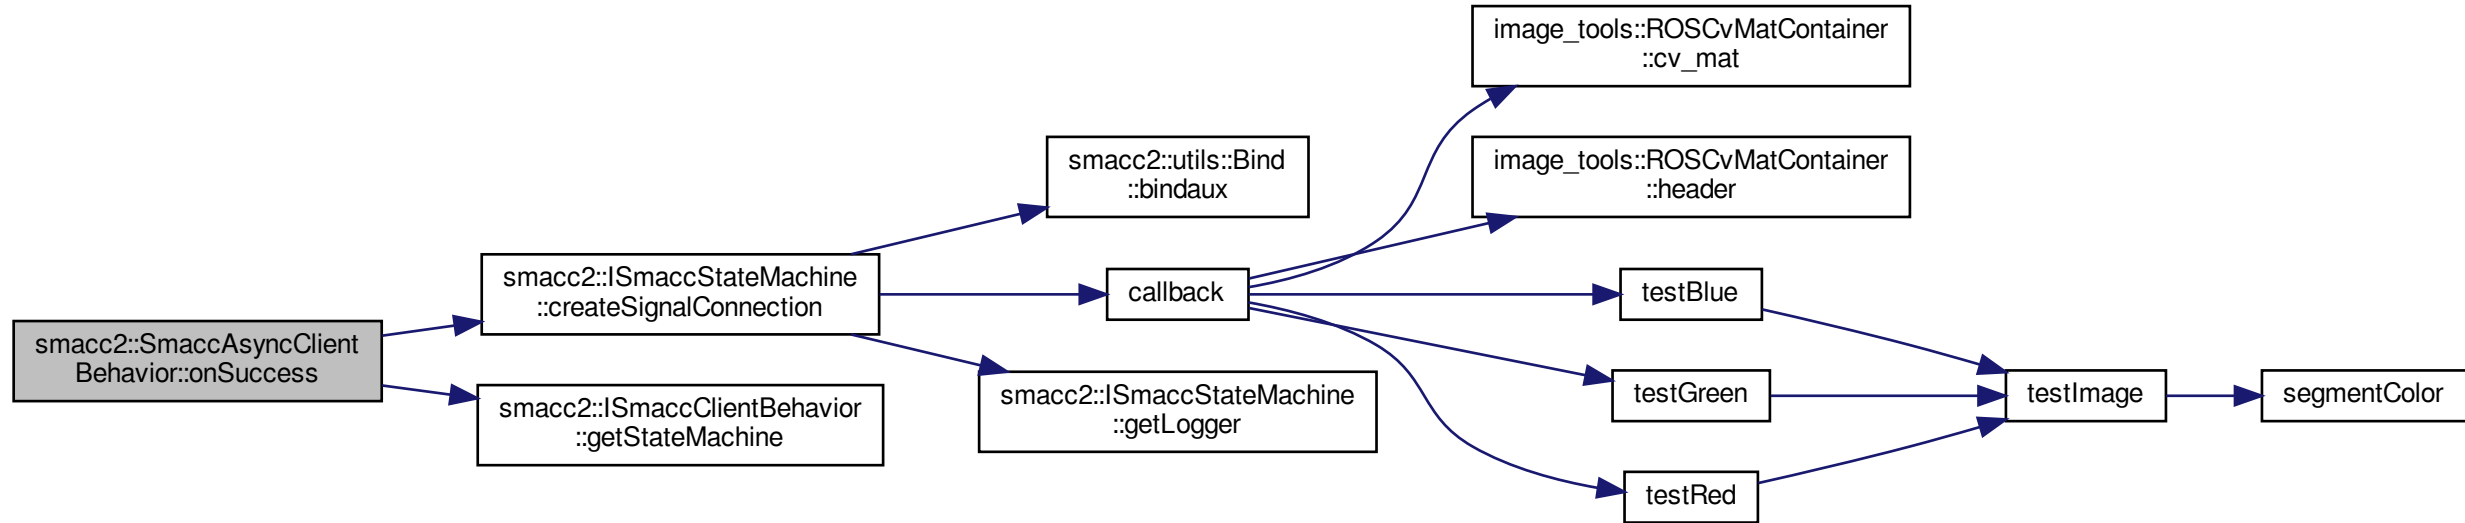 smacc2::SmaccAsyncClient
Behavior::onSuccess
smacc2::ISmaccStateMachine
::createSignalConnection
smacc2::ISmaccClientBehavior
::getStateMachine
smacc2::utils::Bind
::bindaux
callback
smacc2::ISmaccStateMachine
::getLogger
image_tools::ROSCvMatContainer
::cv_mat
image_tools::ROSCvMatContainer
::header
testBlue
testGreen
testRed
testImage
segmentColor